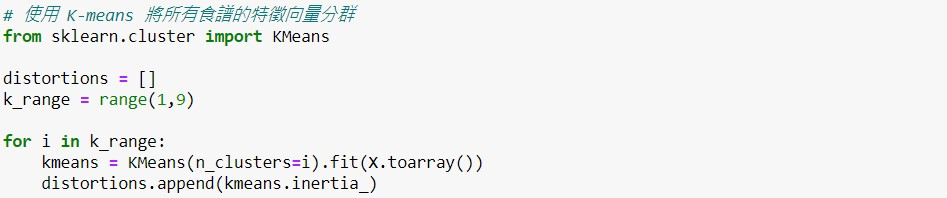 # 使用 K-means 將所有食譜的特徵向量分群
from sklearn.cluster import KMeans
distortions = []
k_range = range(1,9)
for i in k_range:
    kmeans = KMeans(n_clusters=i).fit(X.toarray())
    distortions.append(kmeans.inertia_)